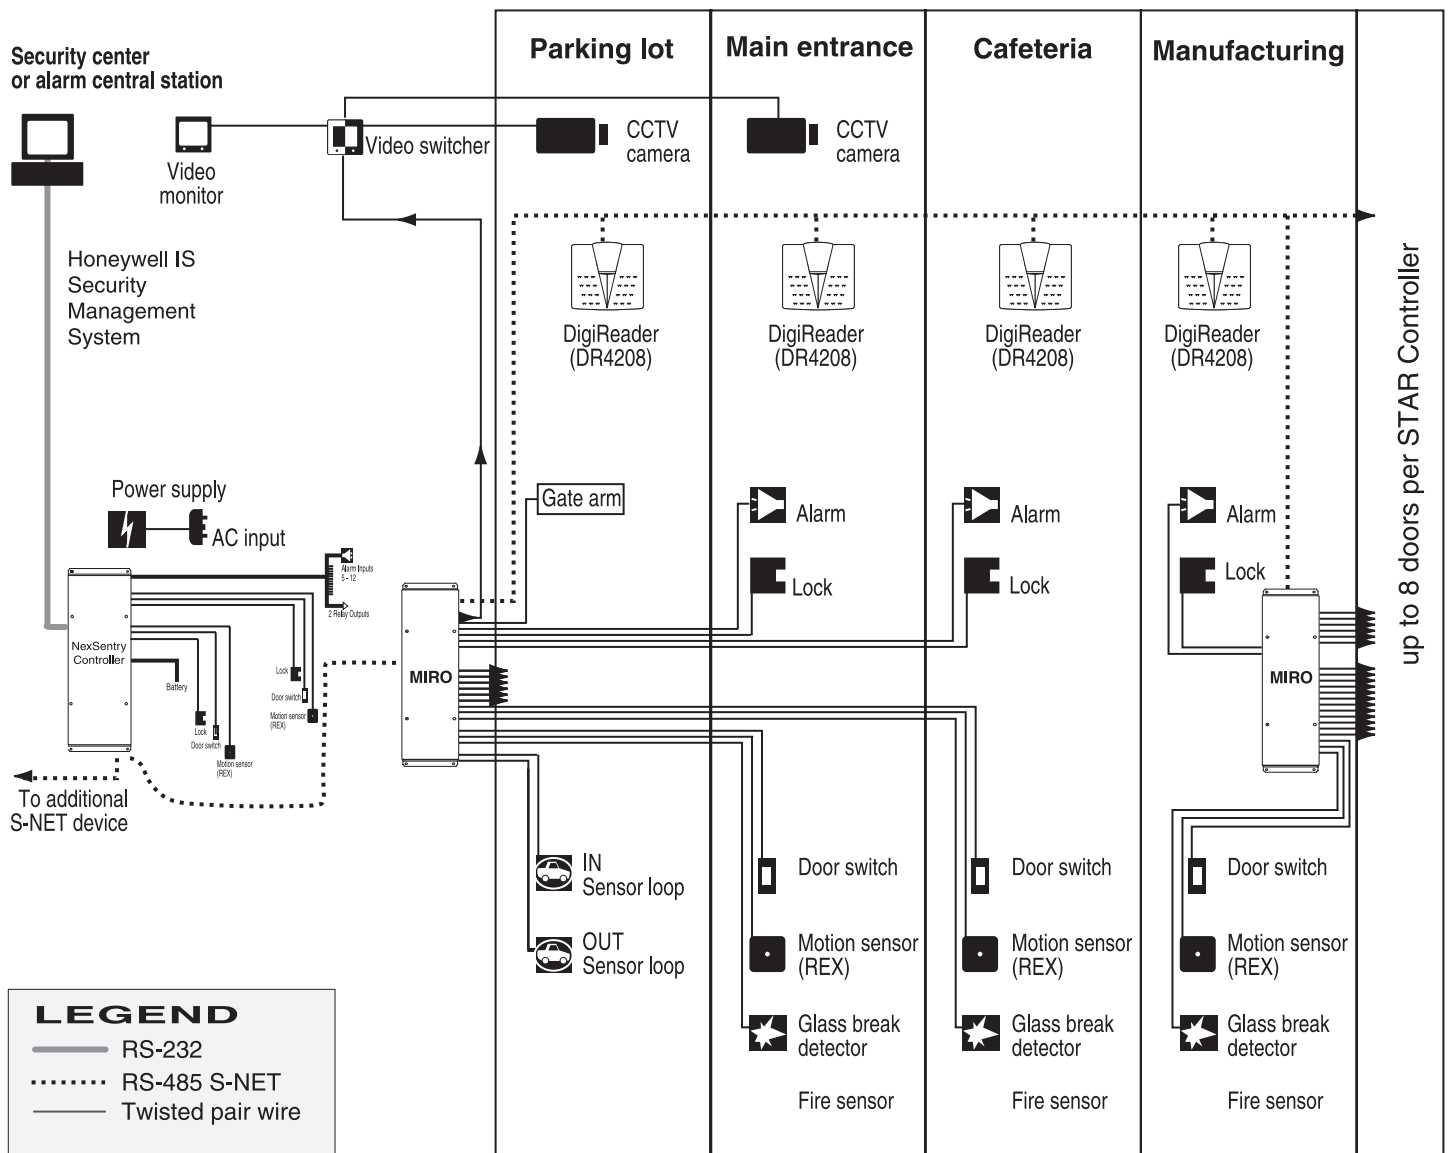 Security center
or alarm central station
Parking lot
Main entrance
Cafeteria
Manufacturing
Video
monitor
Video switcher
CCTV
camera
CCTV
camera
Honeywell IS
Security
Management
System
DigiReader
(DR4208)
DigiReader
(DR4208)
DigiReader
(DR4208)
DigiReader
(DR4208)
up to 8 doors per STAR Controller
Power supply
AC input
Gate arm
Alarm
Alarm
Alarm
Lock
Lock
Lock
Alarm Inputs
5 - 12
2 Relay Outputs
NexSentry
Controller
Battery
Lock
Door switch
Motion sensor
(REX)
Lock
Door switch
Motion sensor
(REX)
MIRO
MIRO
To additional
S-NET device
IN
Sensor loop
OUT
Sensor loop
Door switch
Door switch
Door switch
Motion sensor
(REX)
Motion sensor
(REX)
Motion sensor
(REX)
Glass break
detector
Glass break
detector
Glass break
detector
Fire sensor
Fire sensor
Fire sensor
LEGEND
RS-232
RS-485 S-NET
Twisted pair wire